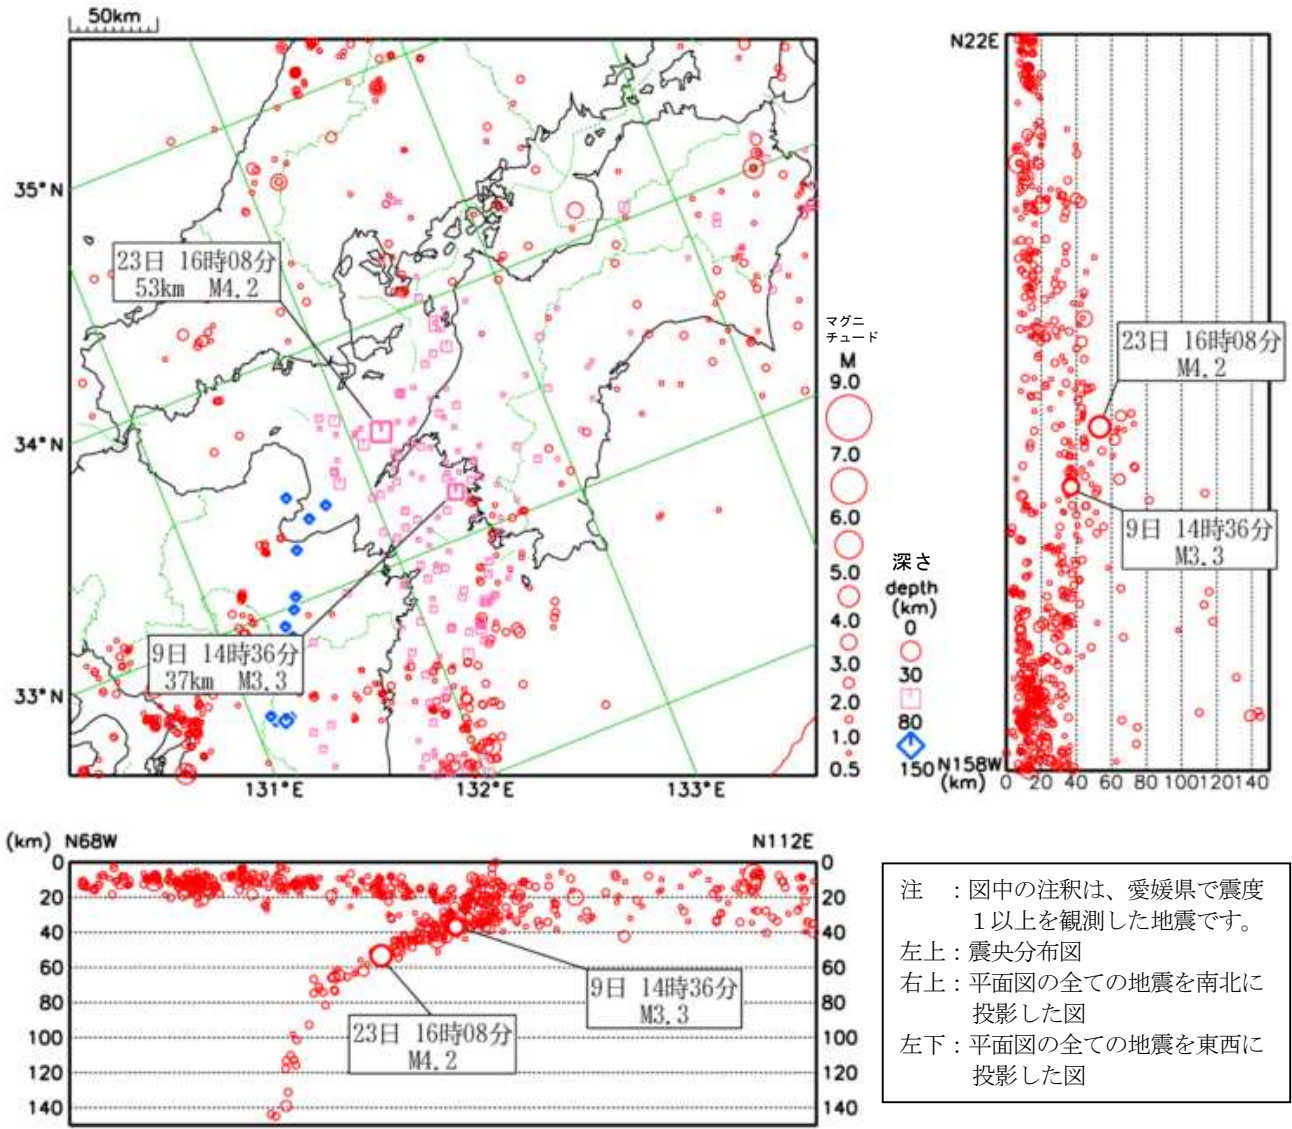 50km
35°N
34°N
33°N
131°E
132°E
133°E
23日 16時08分
53km M4.2
9日 14時36分
37km M3.3
マグニ
チュード
M
9.0
7.0
6.0
5.0
4.0
3.0
2.0
1.0
0.5
深さ
depth
(km)
0
30
80
150
N22E
23日 16時08分
M4.2
9日 14時36分
M3.3
N158W
(km)
0 20 40 60 80 100 120 140
(km) N68W
N112E
0
20
40
60
80
100
120
140
0
20
40
60
80
100
120
140
9日 14時36分
M3.3
23日 16時08分
M4.2
注 :図中の注釈は、愛媛県で震度
1以上を観測した地震です。
左上:震央分布図
右上:平面図の全ての地震を南北に
投影した図
左下:平面図の全ての地震を東西に
投影した図